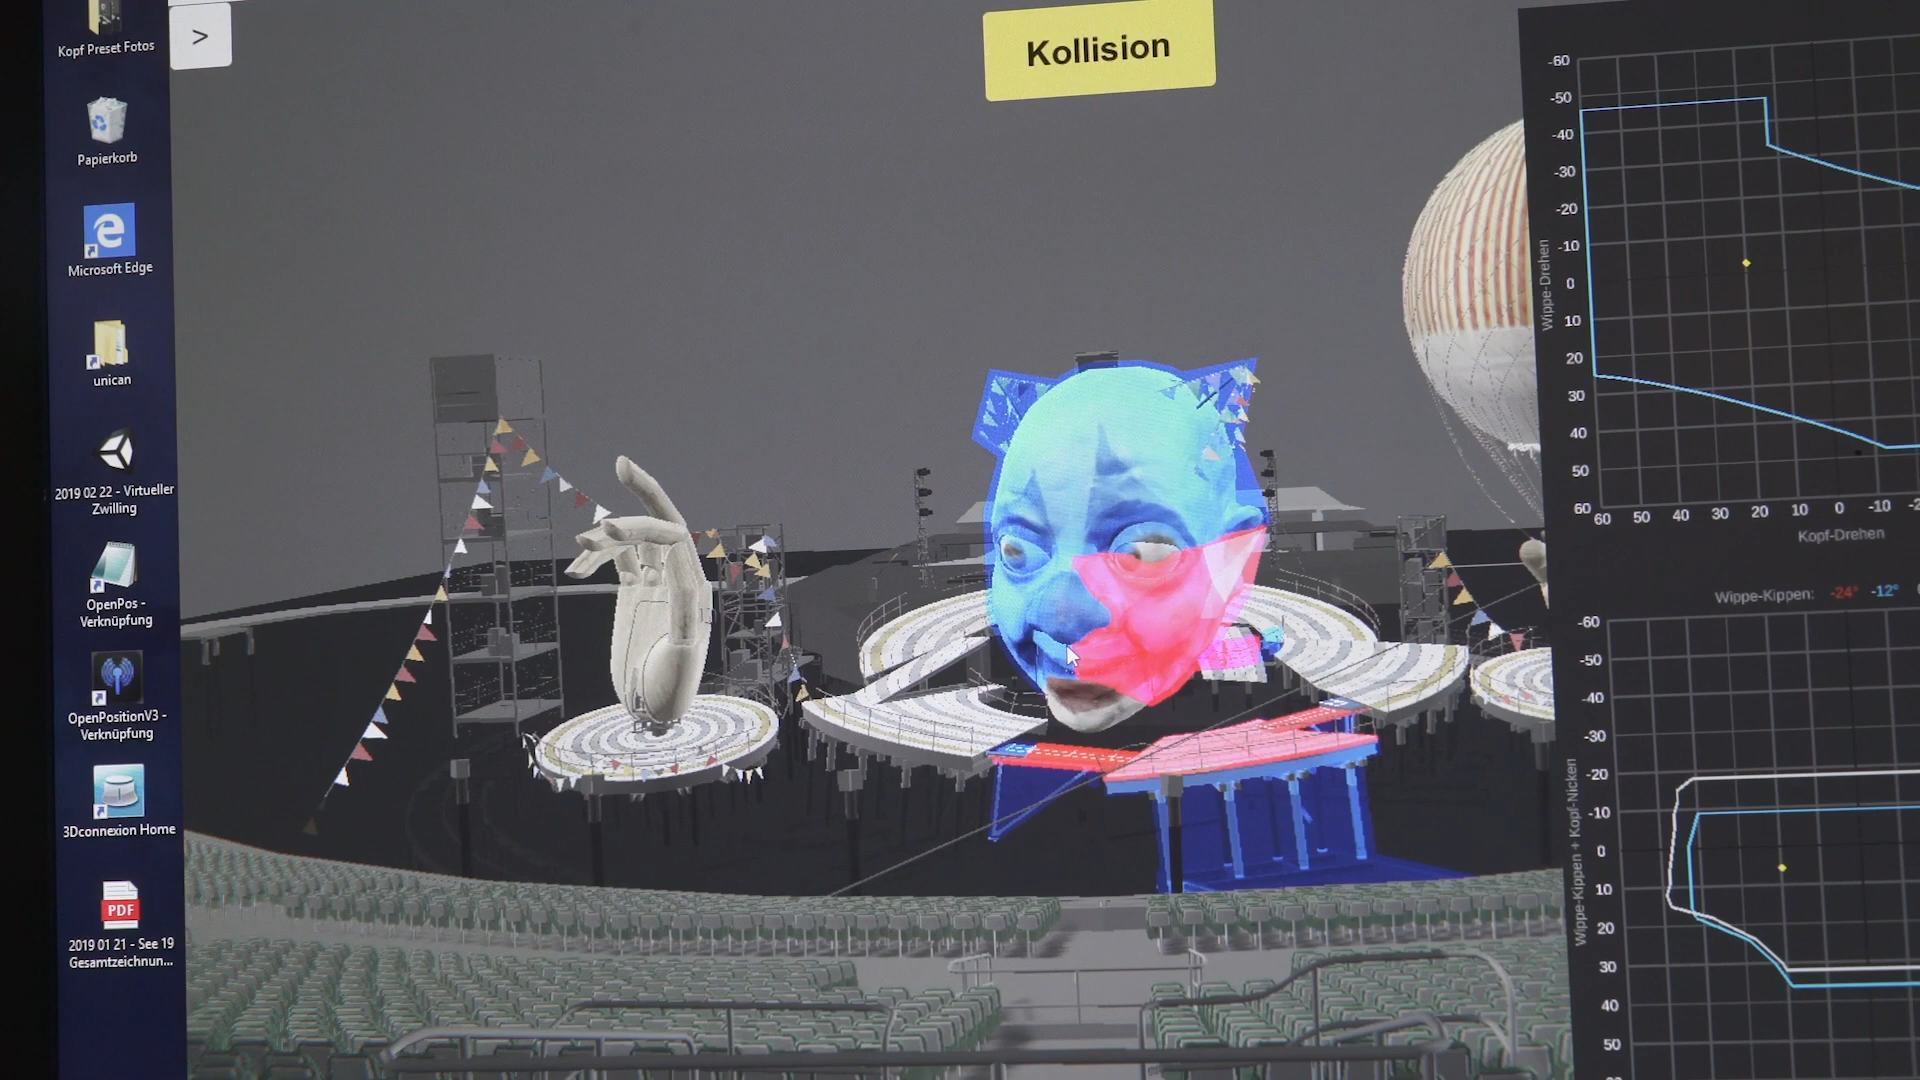 Kopf Preset Fotos
>
Papierkorb
Microsoft Edge
unican
2019 02 22 - Virtueller
Zwilling
OpenPos -
Verknüpfung
OpenPositionV3 -
Verknüpfung
3Dconnexion Home
PDF
2019 01 21 - See 19
Gesamtzeichnun...
Kollision
-60
-50
-40
-30
-20
-10
0
10
20
30
40
50
60
Wippe-Drehen
60 50 40 30 20 10 0 -10
Kopf-Drehen
Wippe-Kippen: -24° -12°
-60
-50
-40
-30
-20
-10
0
10
20
30
40
50
Wippe-Kippen + Kopf-Nicken